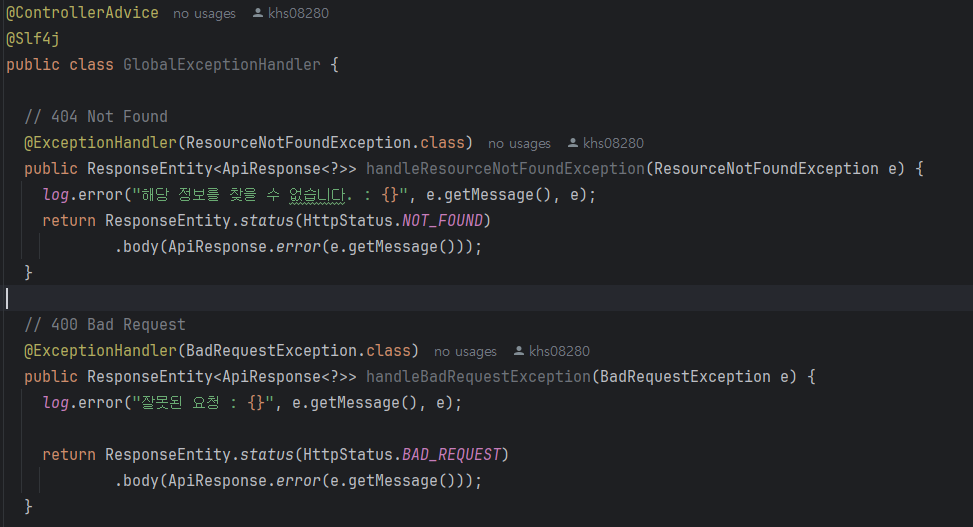 @ControllerAdvice no usages khs08280
@Slf4j
public class GlobalExceptionHandler {
// 404 Not Found
@ExceptionHandler(ResourceNotFoundException.class) no usages khs08280
public ResponseEntity<ApiResponse<?>> handleResourceNotFoundException(ResourceNotFoundException e) {
log.error("해당 정보를 찾을 수 없습니다. : {}", e.getMessage(), e);
return ResponseEntity.status(HttpStatus.NOT_FOUND)
.body(ApiResponse.error(e.getMessage()));
}
// 400 Bad Request
@ExceptionHandler(BadRequestException.class) no usages khs08280
public ResponseEntity<ApiResponse<?>> handleBadRequestException(BadRequestException e) {
log.error("잘못된 요청 : {}", e.getMessage(), e);
return ResponseEntity.status(HttpStatus.BAD_REQUEST)
.body(ApiResponse.error(e.getMessage()));
}